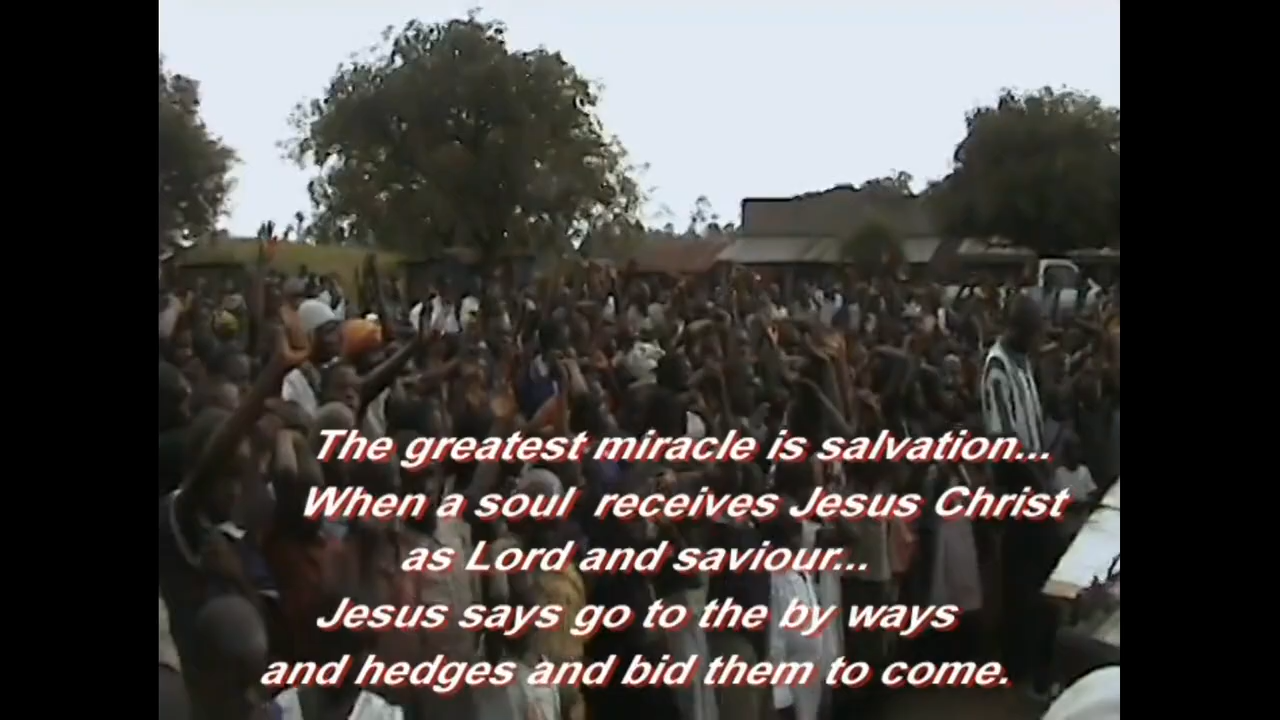 The greatest miracle is salvation...
When a soul receives Jesus Christ
as Lord and saviour...
Jesus says go to the by ways
and hedges and bid them to come.